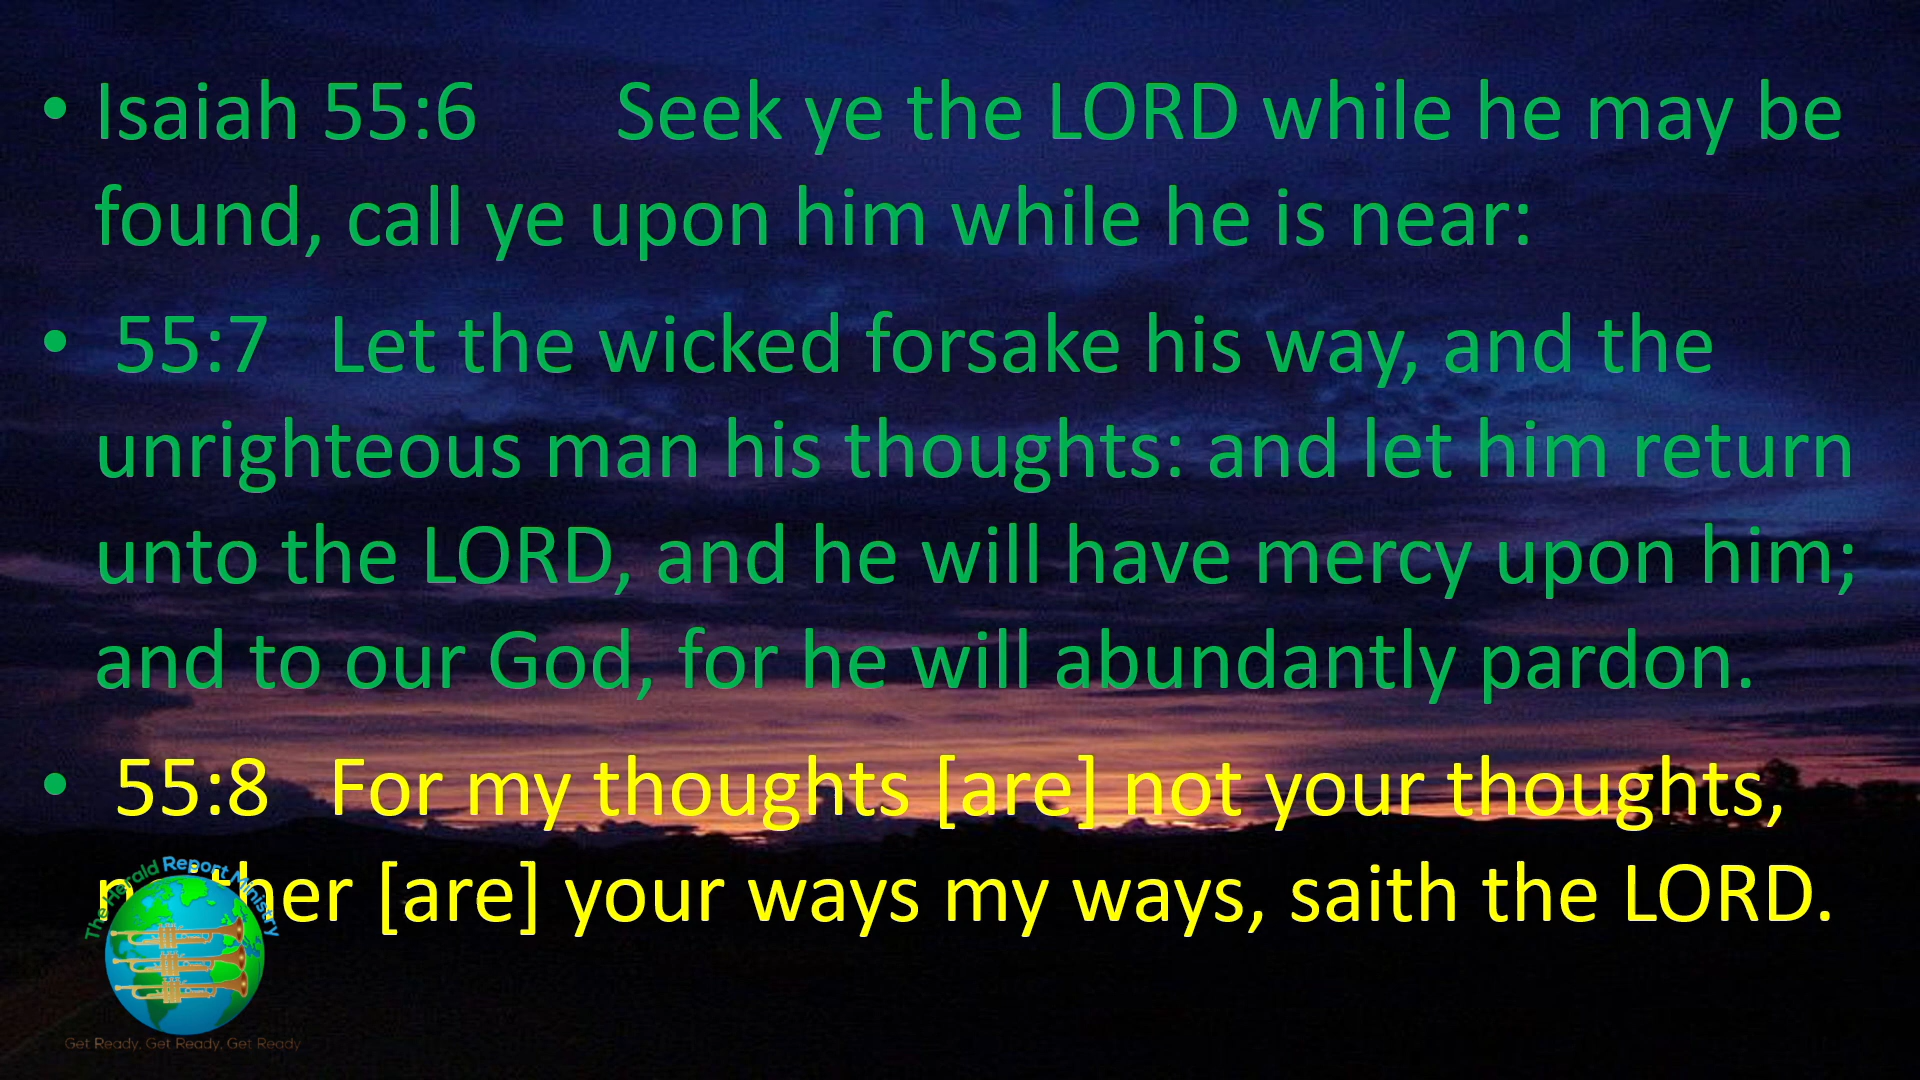 • Isaiah 55:6 Seek ye the LORD while he may be
found, call ye upon him while he is near:
• 55:7 Let the wicked forsake his way, and the
unrighteous man his thoughts: and let him return
unto the LORD, and he will have mercy upon him;
and to our God, for he will abundantly pardon.
• 55:8 For my thoughts [are] not your thoughts,
neither [are] your ways my ways, saith the LORD.
The Herald Report Ministry
Get Ready, Get Ready, Get Ready